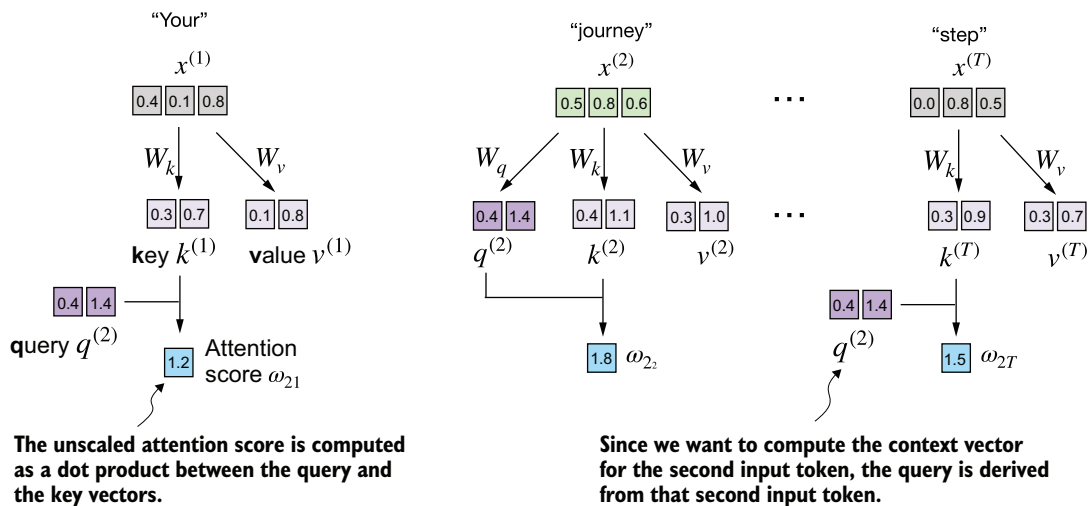 “Your” “journey” “step”
x(1) x(2) x(T)
0.4 0.1 0.8 0.5 0.8 0.6 ... 0.0 0.8 0.5
Wk Wv Wq Wk Wv Wk Wv
0.3 0.7 0.1 0.8 0.4 1.4 0.4 1.1 0.3 1.0 ... 0.3 0.9 0.3 0.7
key k(1) value v(1) q(2) k(2) v(2) k(T) v(T)
0.4 1.4 0.4 1.4
query q(2) q(2)
1.2 Attention 1.8 ω22 1.5 ω2T
score ω21
The unscaled attention score is computed
as a dot product between the query and
the key vectors.
Since we want to compute the context vector
for the second input token, the query is derived
from that second input token.